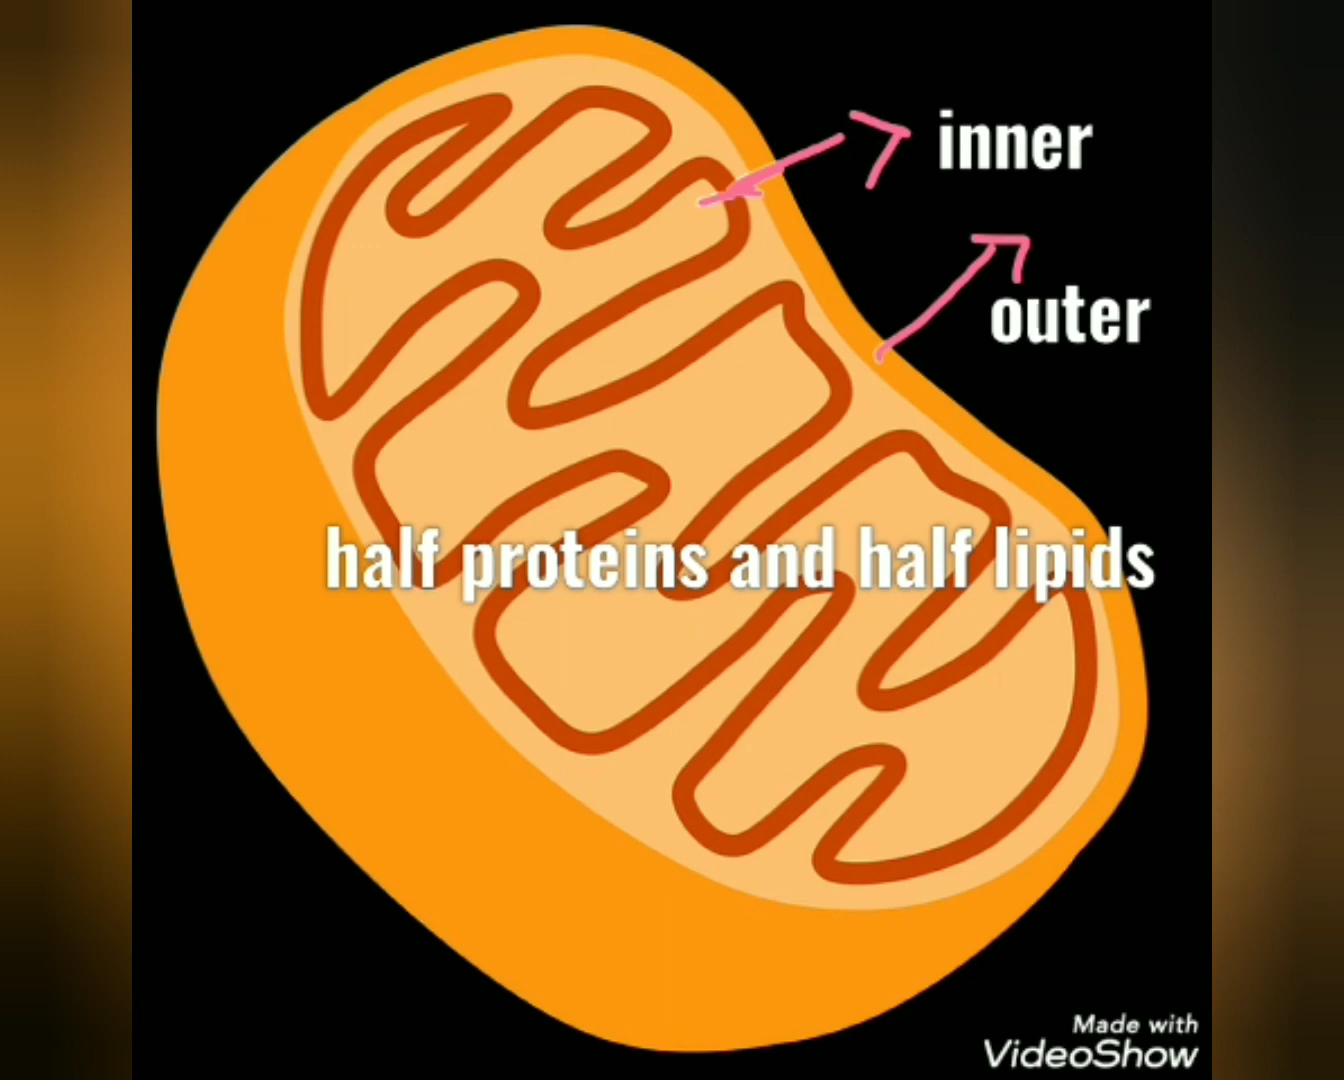 inner
outer
half proteins and half lipids
Made with
VideoShow